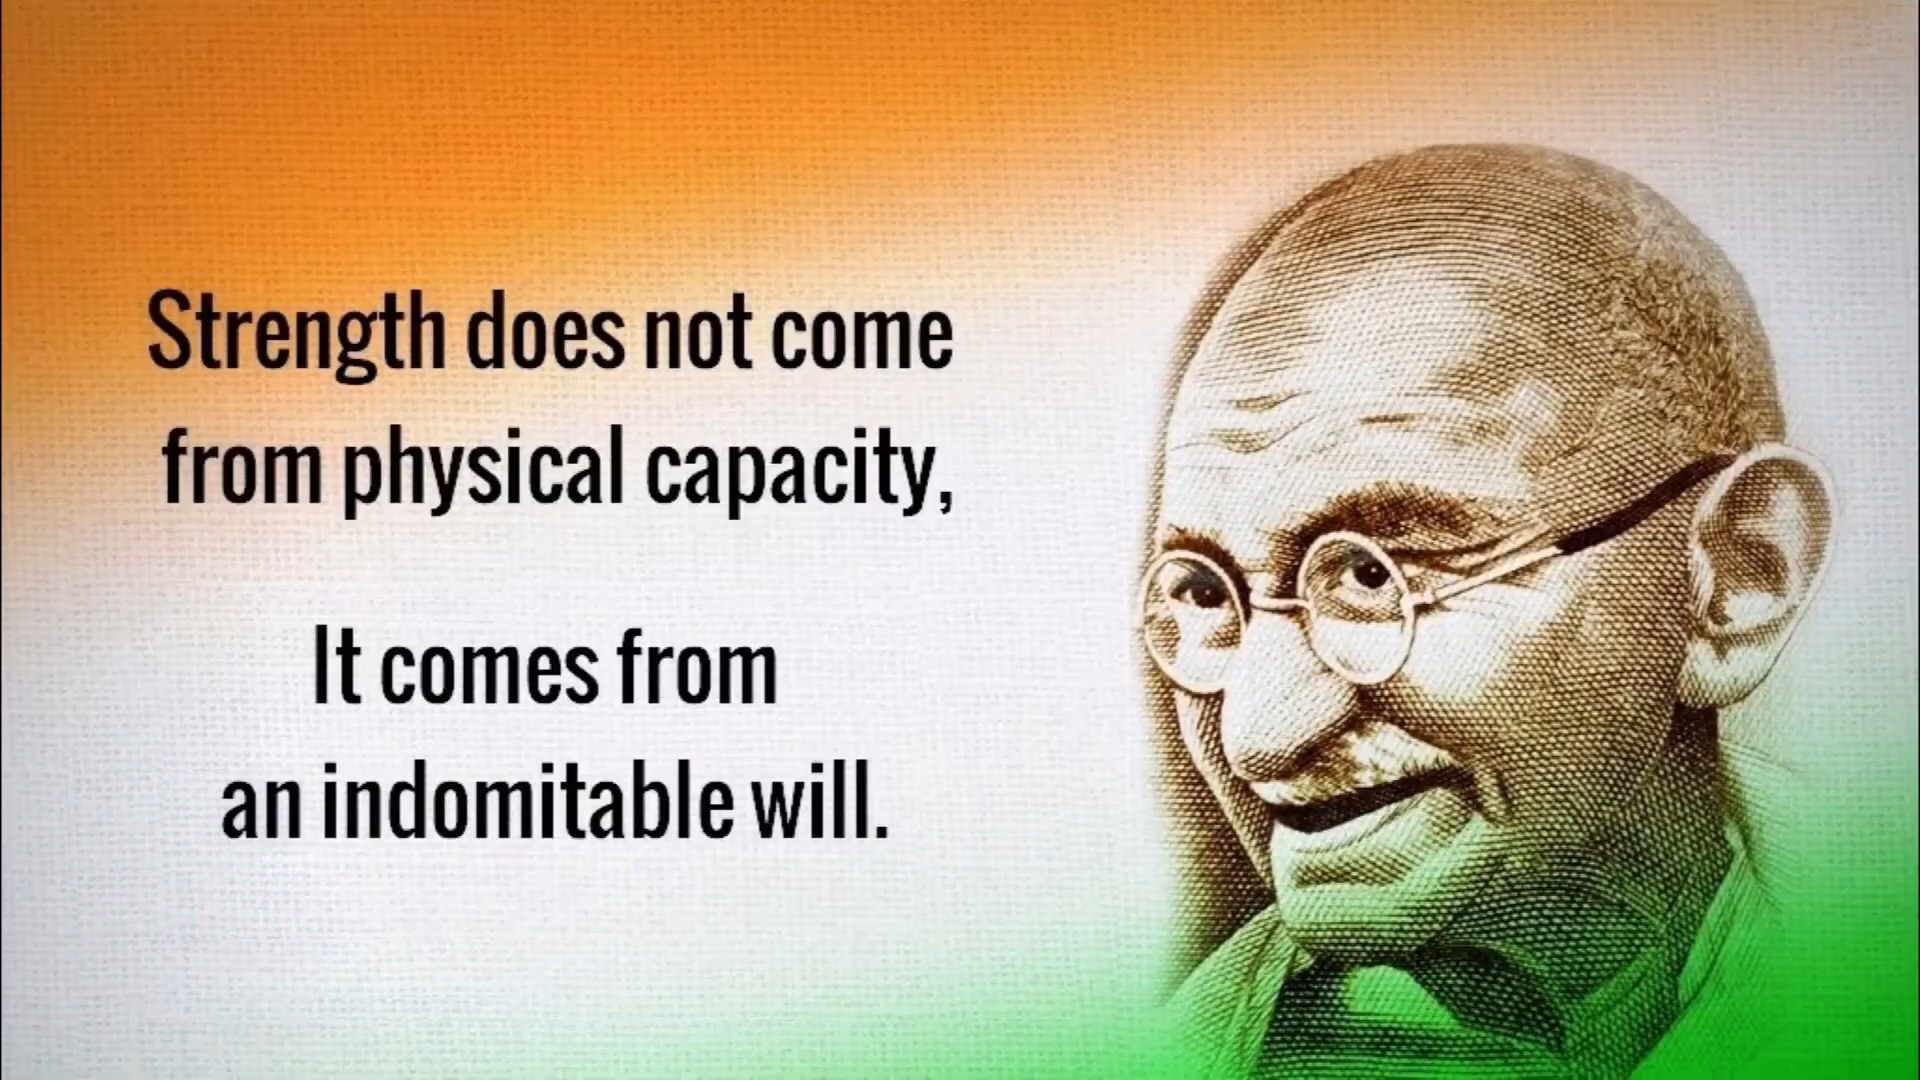 Strength does not come
from physical capacity,
It comes from
an indomitable will.